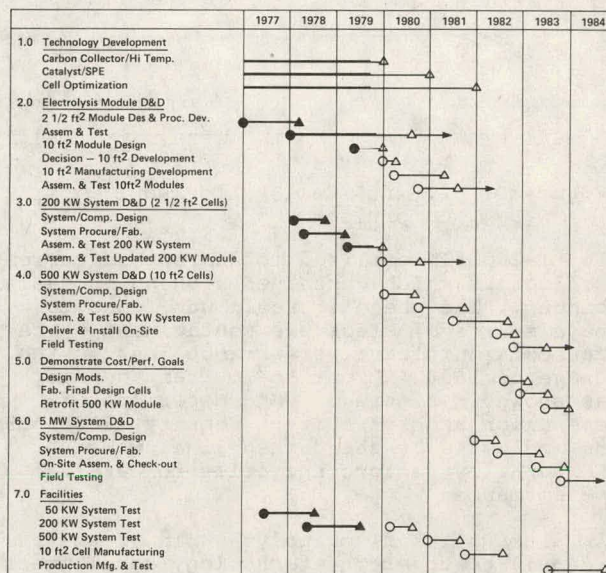 1977 1978 1979 1980 1981 1982 1983 1984
1.0 Technology Development
Carbon Collector/Hi Temp.
Catalyst/SPE
Cell Optimization
2.0 Electrolysis Module D&D
2 1/2 ft2 Module Des & Proc. Dev.
Assem & Test
10 ft2 Module Design
Decision — 10 ft2 Development
10 ft2 Manufacturing Development
Assem. & Test 10ft2 Modules
3.0 200 KW System D&D (2 1/2 ft2 Cells)
System/Comp. Design
System Procure/Fab.
Assem. & Test 200 KW System
Assem. & Test Updated 200 KW Module
4.0 500 KW System D&D (10 ft2 Cells)
System/Comp. Design
System Procure/Fab.
Assem. & Test 500 KW System
Deliver & Install On-Site
Field Testing
5.0 Demonstrate Cost/Perf. Goals
Design Mods.
Fab. Final Design Cells
Retrofit 500 KW Module
6.0 5 MW System D&D
System/Comp. Design
System Procure/Fab.
On-Site Assem. & Check-out
Field Testing
7.0 Facilities
50 KW System Test
200 KW System Test
500 KW System Test
10 ft2 Cell Manufacturing
Production Mfg. & Test